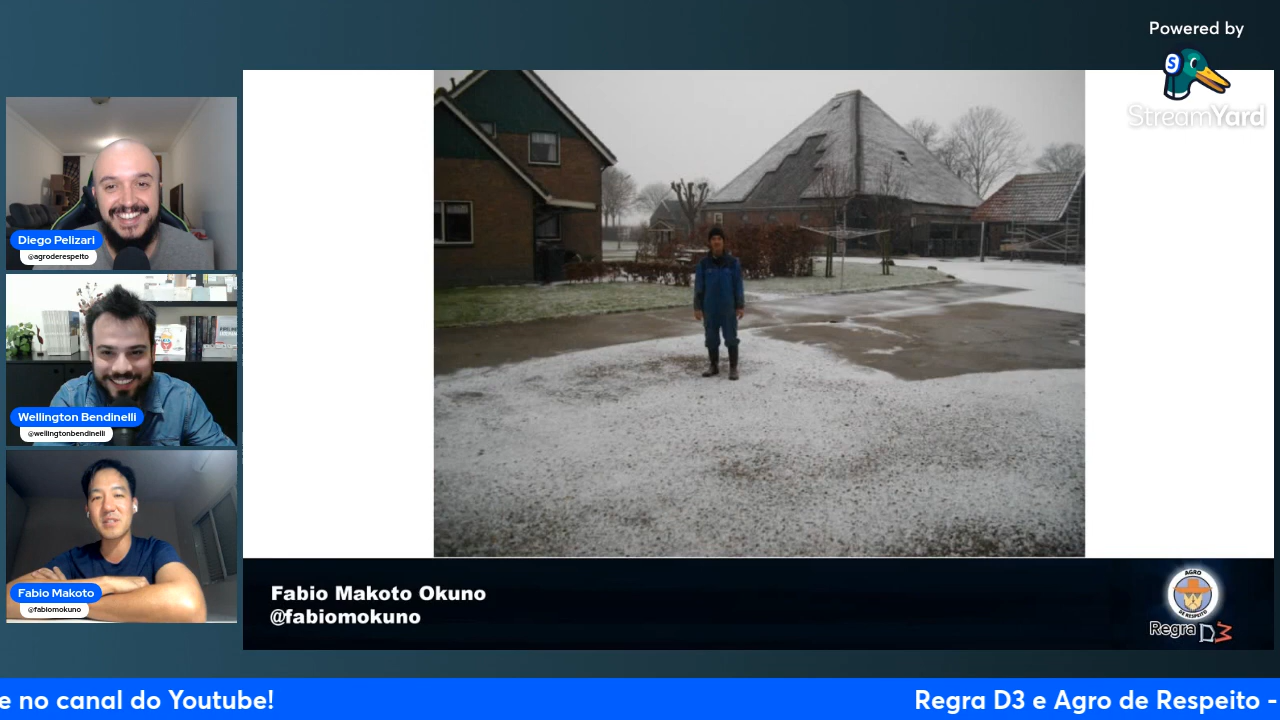 Powered by
StreamYard
Diego Pelizari
@agroderespeito
Wellington Bendinelli
@wellingtonbendinelli
Fabio Makoto
@fabiomokuno
Fabio Makoto Okuno
@fabiomokuno
AGRO
DE RESPEITO
Regra D3
e no canal do Youtube!
Regra D3 e Agro de Respeito -